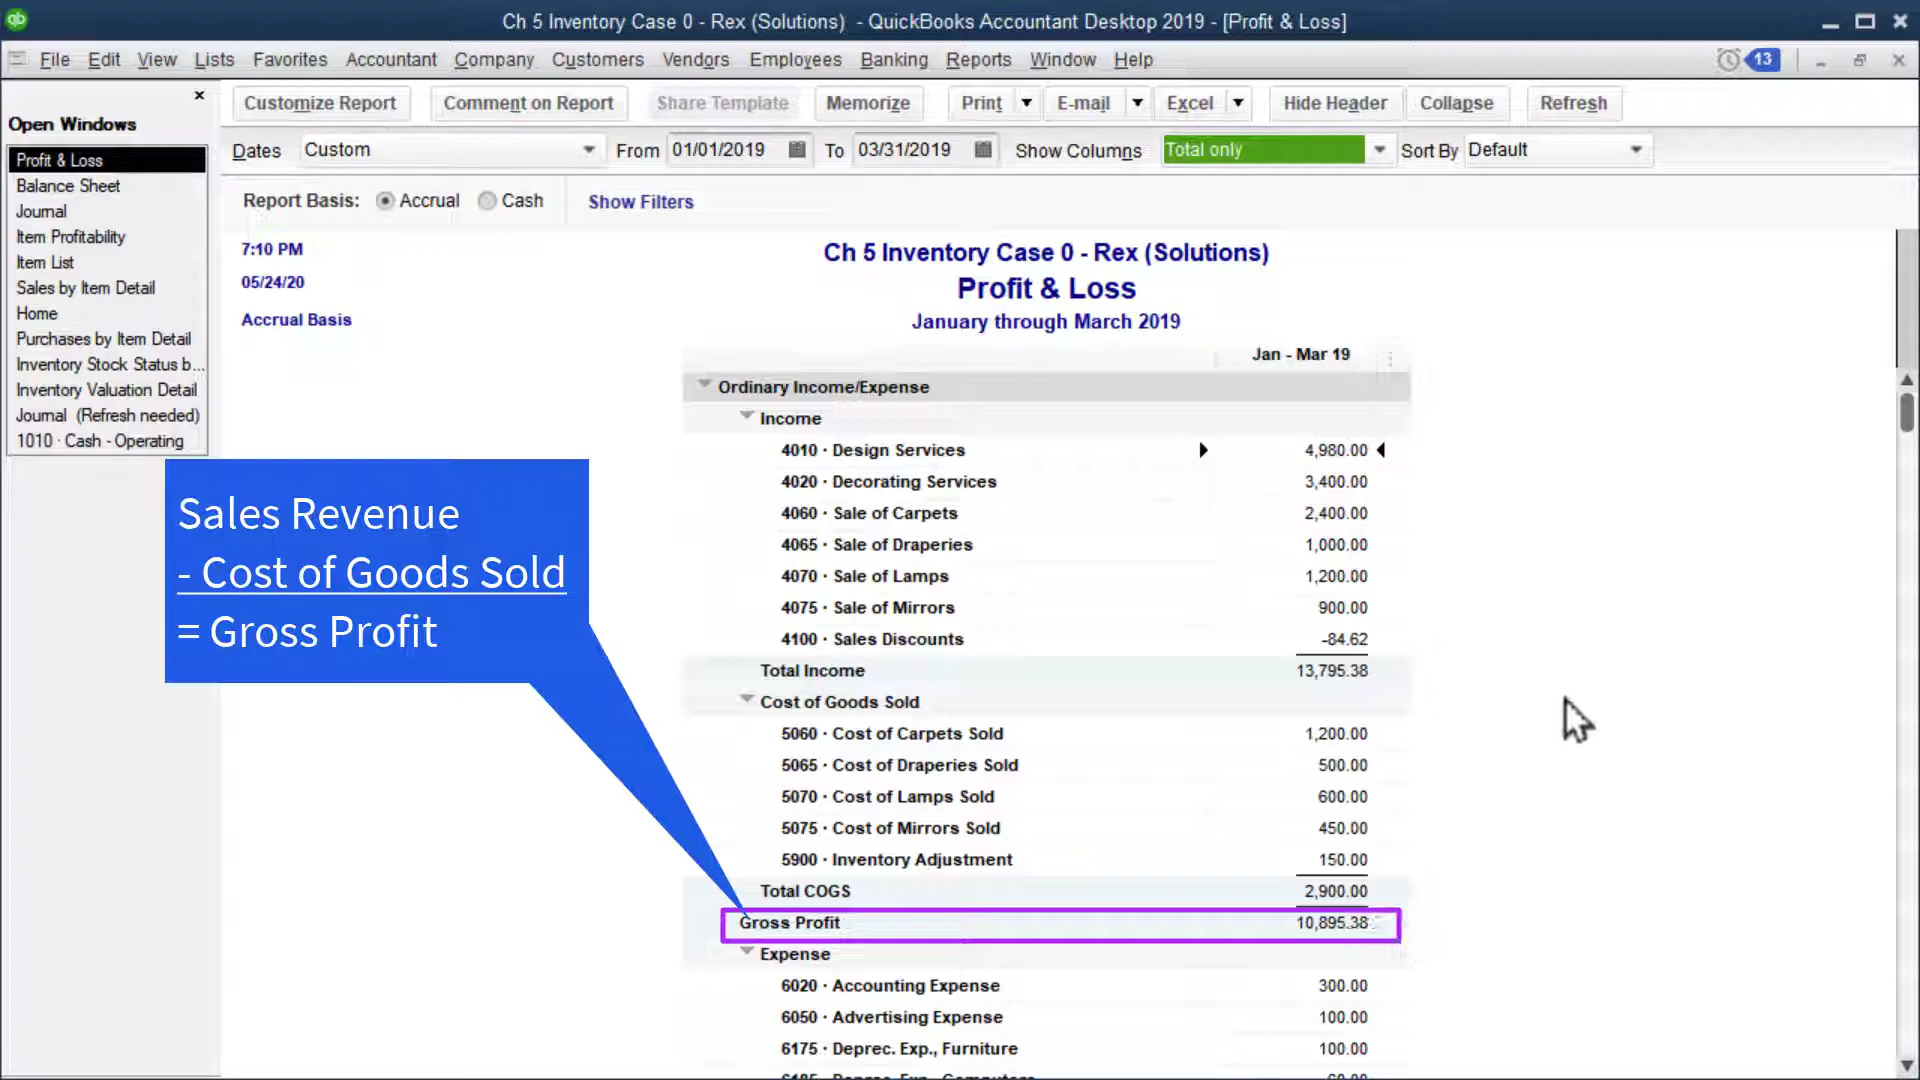 qb
Ch 5 Inventory Case 0 - Rex (Solutions) - QuickBooks Accountant Desktop 2019 - [Profit & Loss]
File Edit View Lists Favorites Accountant Company Customers Vendors Employees Banking Reports Window Help 13
Customize Report Comment on Report Share Template Memorize Print E-mail Excel Hide Header Collapse Refresh
Open Windows
Profit & Loss
Balance Sheet
Journal
Item Profitability
Item List
Sales by Item Detail
Home
Purchases by Item Detail
Inventory Stock Status b...
Inventory Valuation Detail
Journal (Refresh needed)
1010 · Cash - Operating
Dates Custom From 01/01/2019 To 03/31/2019 Show Columns Total only Sort By Default
Report Basis: Accrual Cash Show Filters
7:10 PM
05/24/20
Accrual Basis
Ch 5 Inventory Case 0 - Rex (Solutions)
Profit & Loss
January through March 2019
Jan - Mar 19
Ordinary Income/Expense
Income
4010 · Design Services 4,980.00
4020 · Decorating Services 3,400.00
4060 · Sale of Carpets 2,400.00
4065 · Sale of Draperies 1,000.00
4070 · Sale of Lamps 1,200.00
4075 · Sale of Mirrors 900.00
4100 · Sales Discounts -84.62
Total Income 13,795.38
Cost of Goods Sold
5060 · Cost of Carpets Sold 1,200.00
5065 · Cost of Draperies Sold 500.00
5070 · Cost of Lamps Sold 600.00
5075 · Cost of Mirrors Sold 450.00
5900 · Inventory Adjustment 150.00
Total COGS 2,900.00
Gross Profit 10,895.38
Expense
6020 · Accounting Expense 300.00
6050 · Advertising Expense 100.00
6175 · Deprec. Exp., Furniture 100.00
Sales Revenue
- Cost of Goods Sold
= Gross Profit